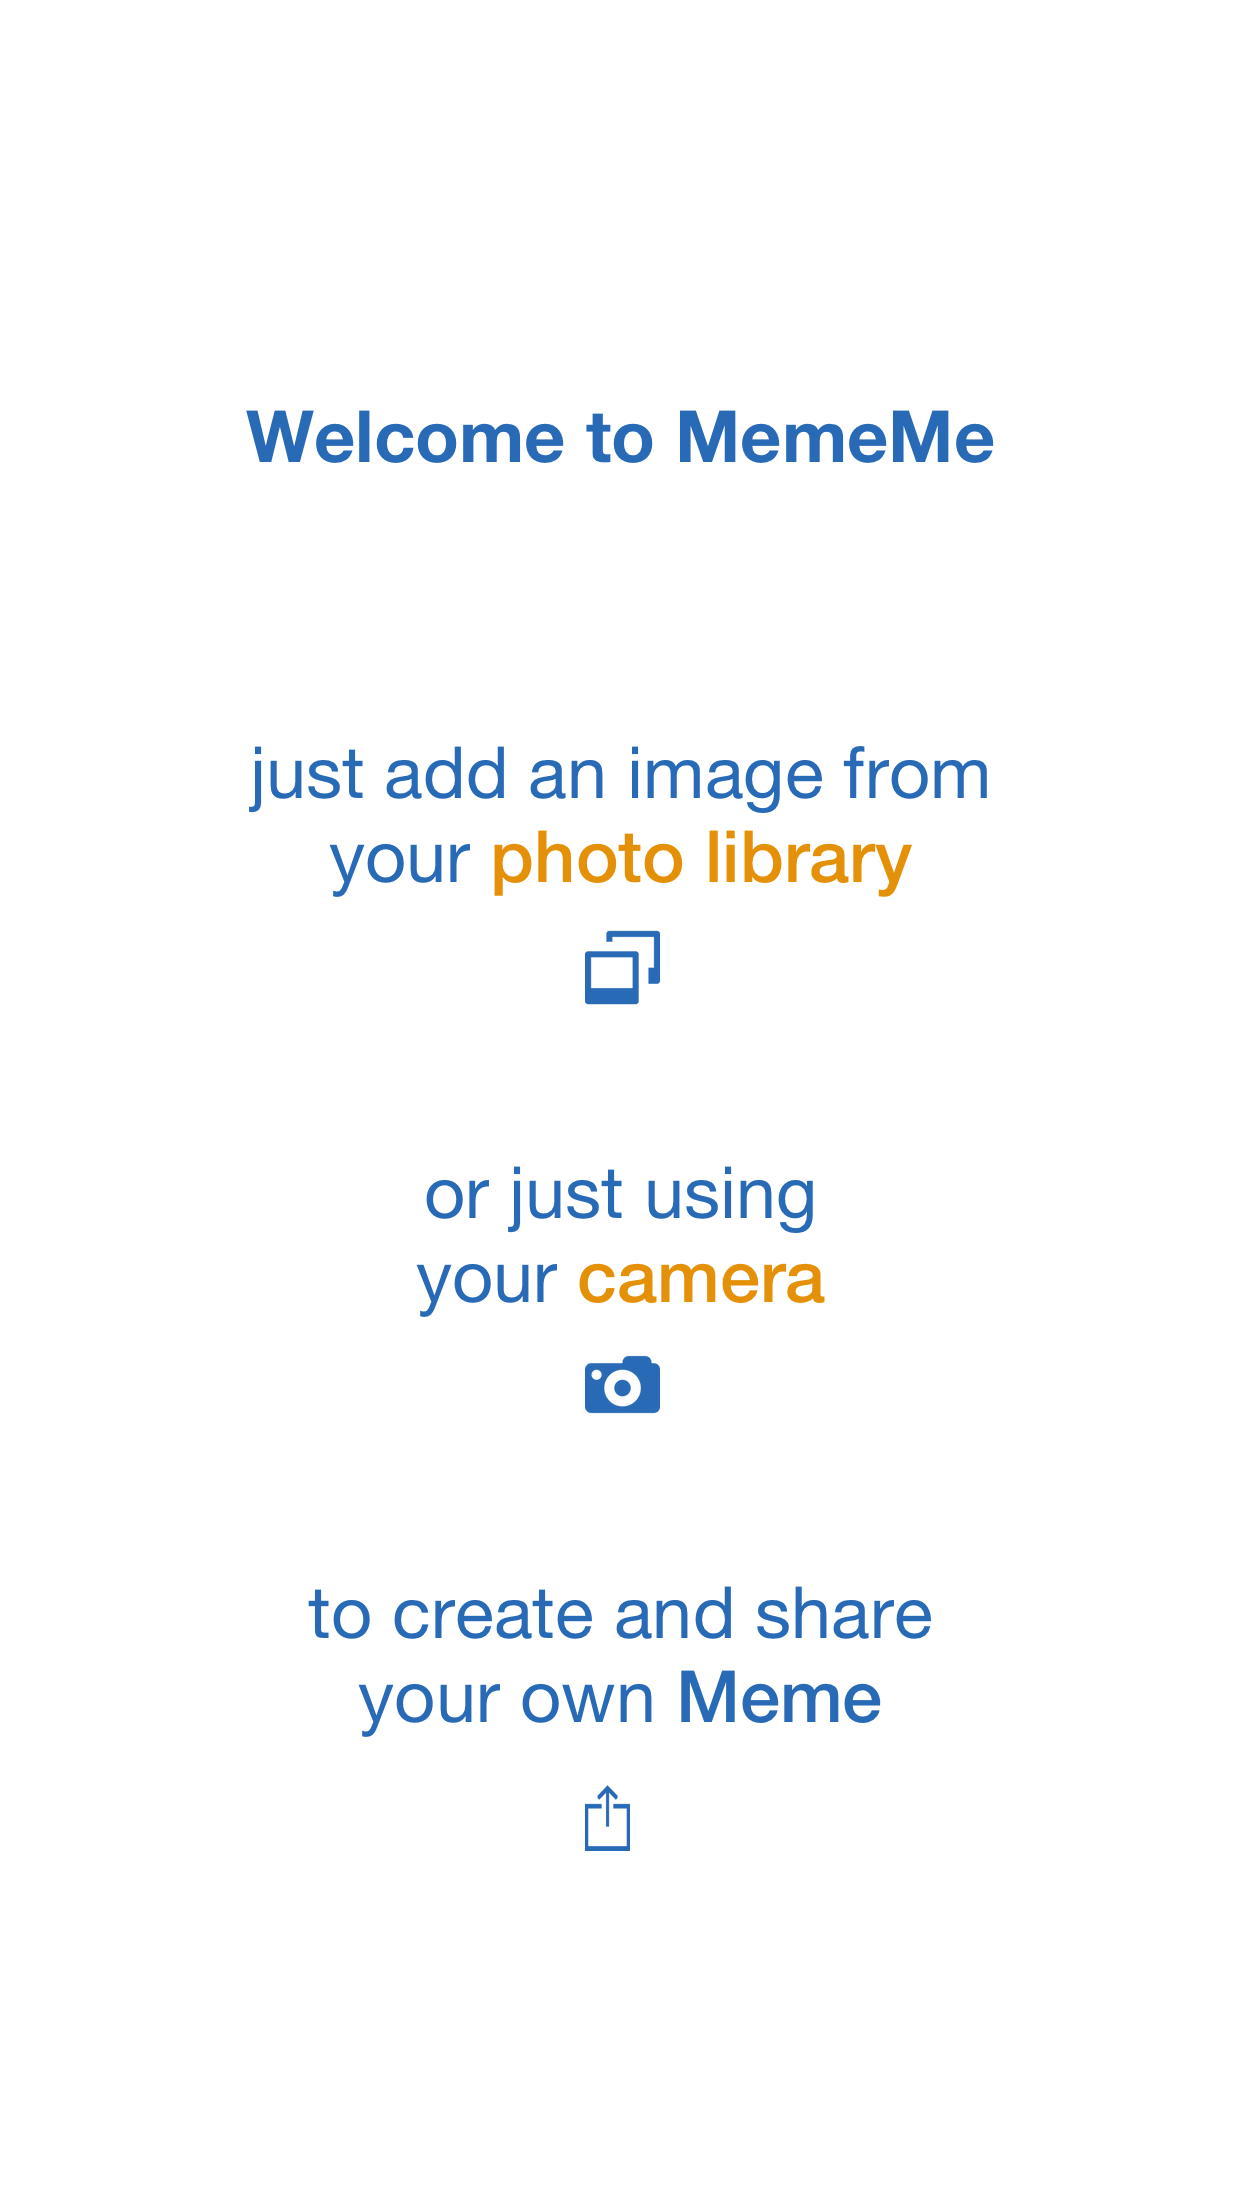 Welcome to MemeMe
just add an image from
your photo library
or just using
your camera
to create and share
your own Meme